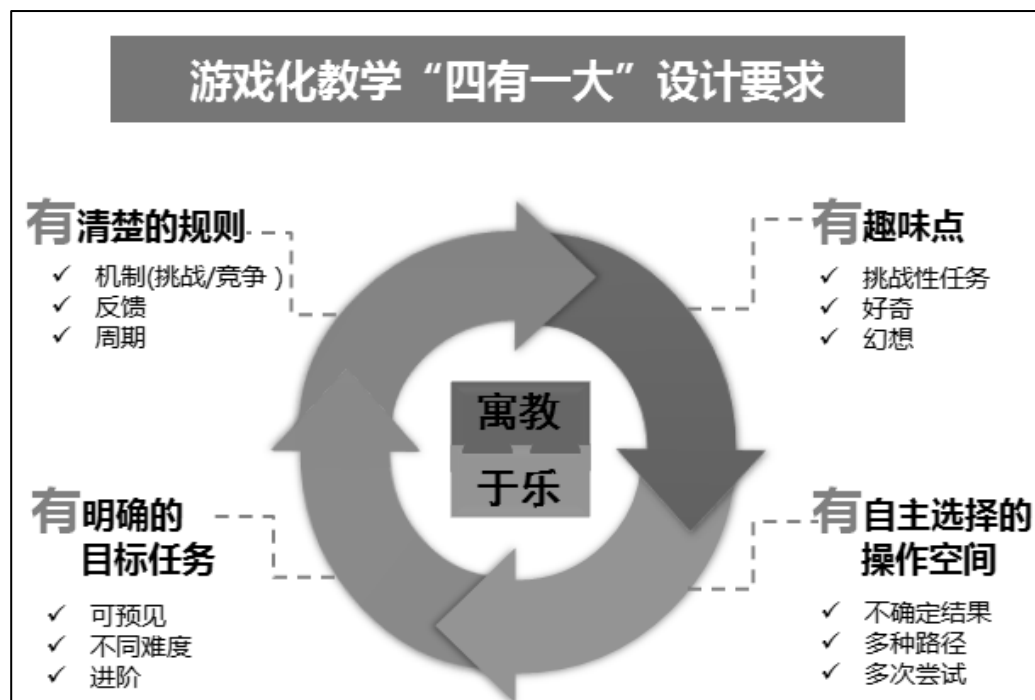 游戏化教学“四有一大”设计要求
有清楚的规则
✓ 机制(挑战/竞争)
✓ 反馈
✓ 周期
有趣味点
✓ 挑战性任务
✓ 好奇
✓ 幻想
寓教
于乐
有明确的
目标任务
✓ 可预见
✓ 不同难度
✓ 进阶
有自主选择的
操作空间
✓ 不确定结果
✓ 多种路径
✓ 多次尝试